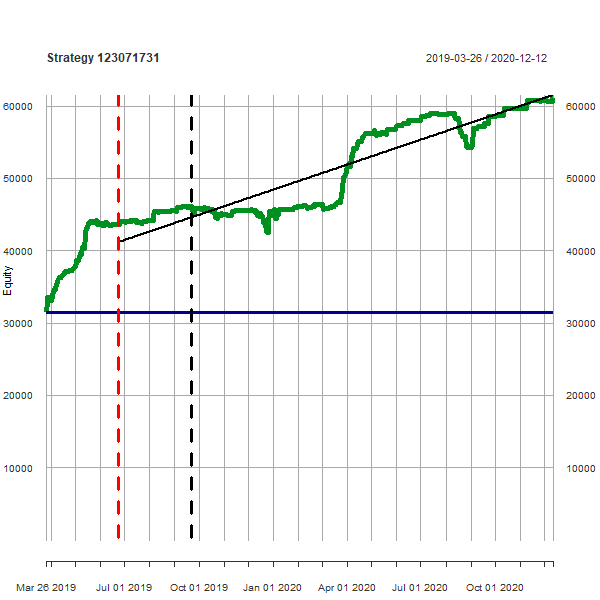 Strategy 123071731
2019-03-26 / 2020-12-12
60000
60000
50000
50000
40000
40000
Equity
30000
30000
20000
20000
10000
10000
Mar 26 2019
Jul 01 2019
Oct 01 2019
Jan 01 2020
Apr 01 2020
Jul 01 2020
Oct 01 2020